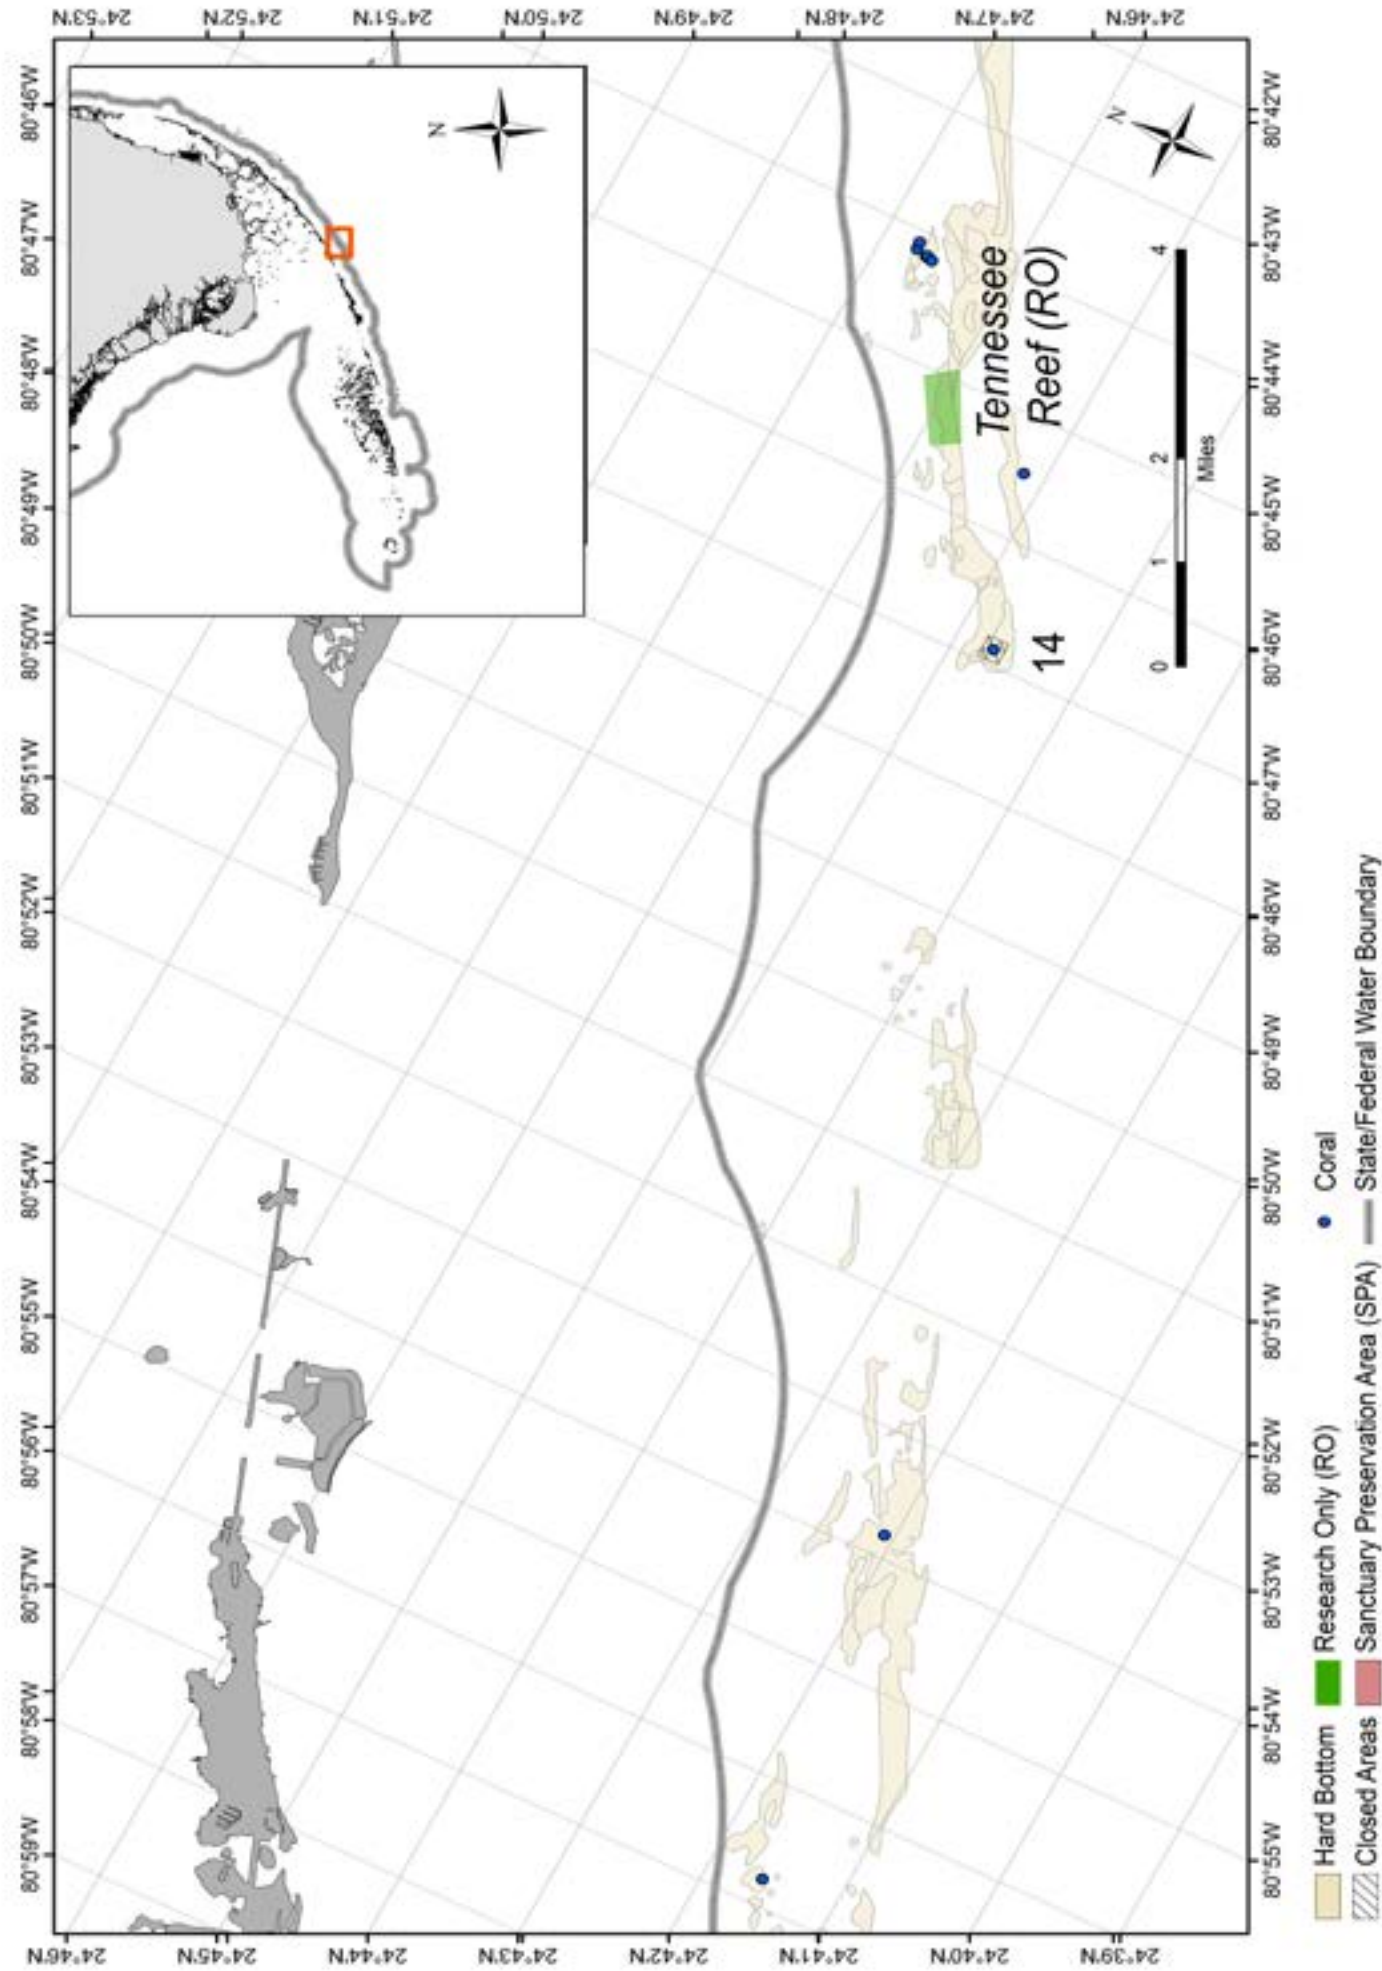 80°59'W 80°58'W 80°57'W 80°56'W 80°55'W 80°54'W 80°53'W 80°52'W 80°51'W 80°50'W 80°49'W 80°48'W 80°47'W 80°46'W
24°46'N
24°45'N
24°44'N
24°43'N
24°42'N
24°41'N
24°40'N
24°39'N
N
24°53'N
24°52'N
24°51'N
24°50'N
24°49'N
24°48'N
24°47'N
24°46'N
Tennessee
Reef (RO)
14
N
0 1 2 4
Miles
80°55'W 80°54'W 80°53'W 80°52'W 80°51'W 80°50'W 80°49'W 80°48'W 80°47'W 80°46'W 80°45'W 80°44'W 80°43'W 80°42'W
Hard Bottom Research Only (RO) Coral
Closed Areas Sanctuary Preservation Area (SPA) State/Federal Water Boundary